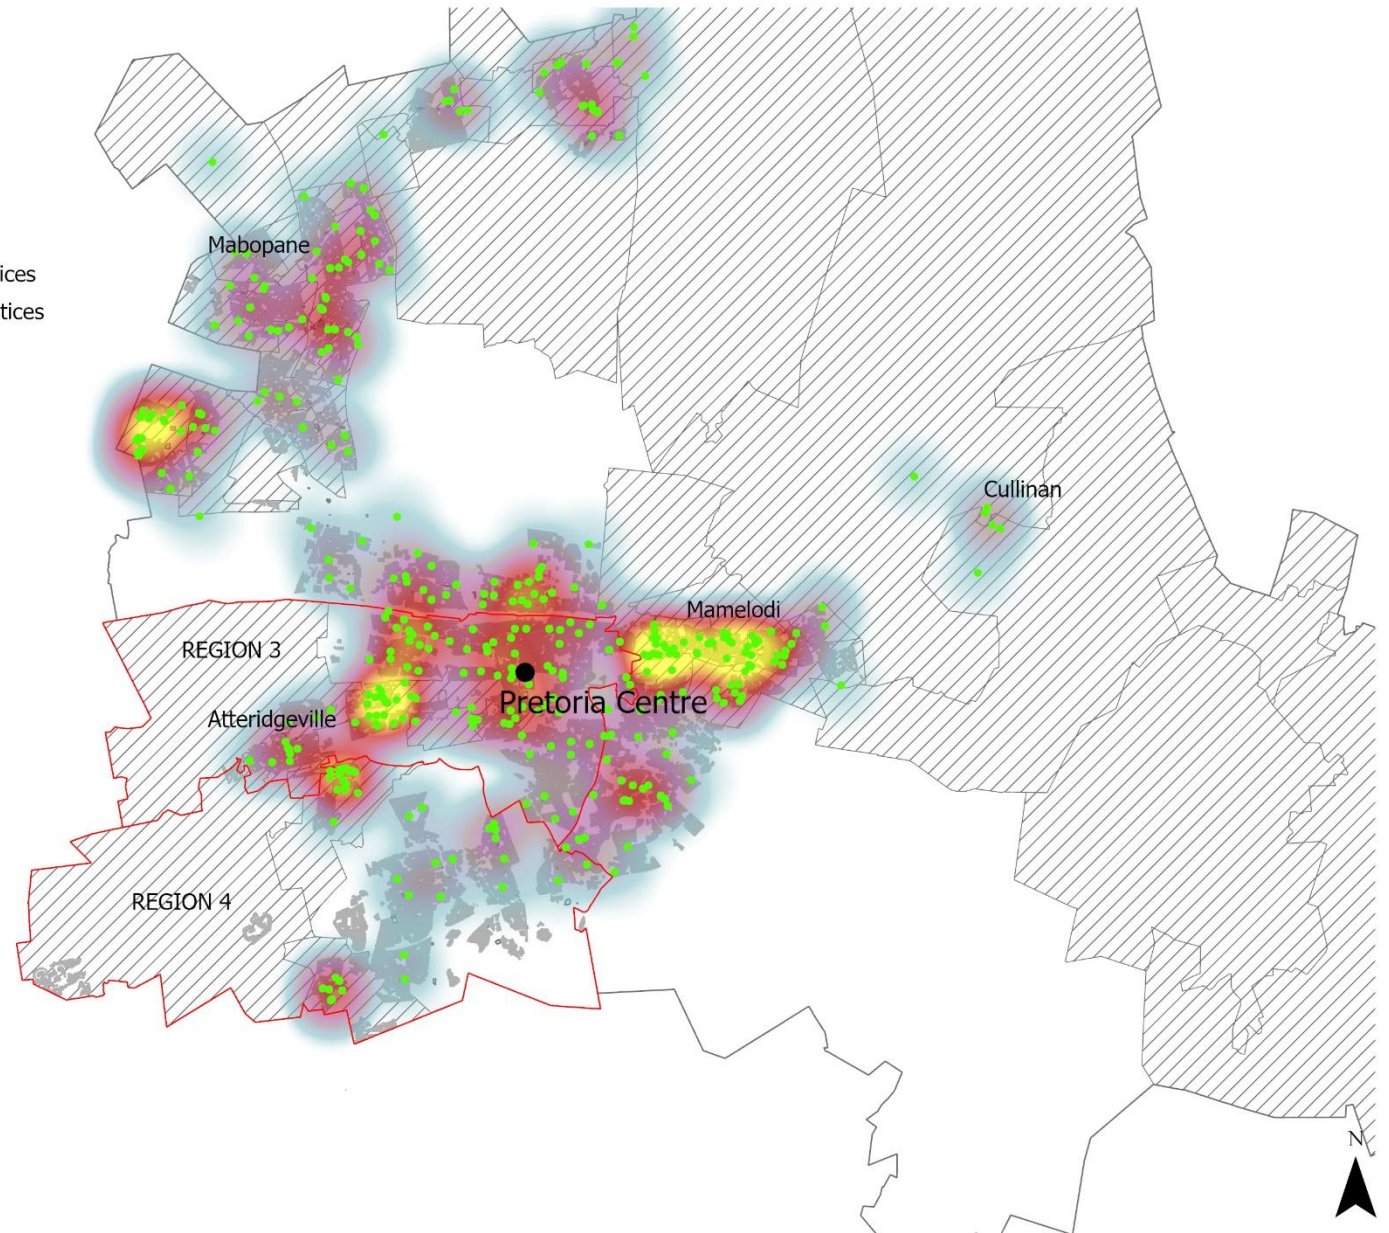 Mabopane
ices
tices
Cullinan
Mamelodi
REGION 3
Pretoria Centre
Atteridgeville
REGION 4
N